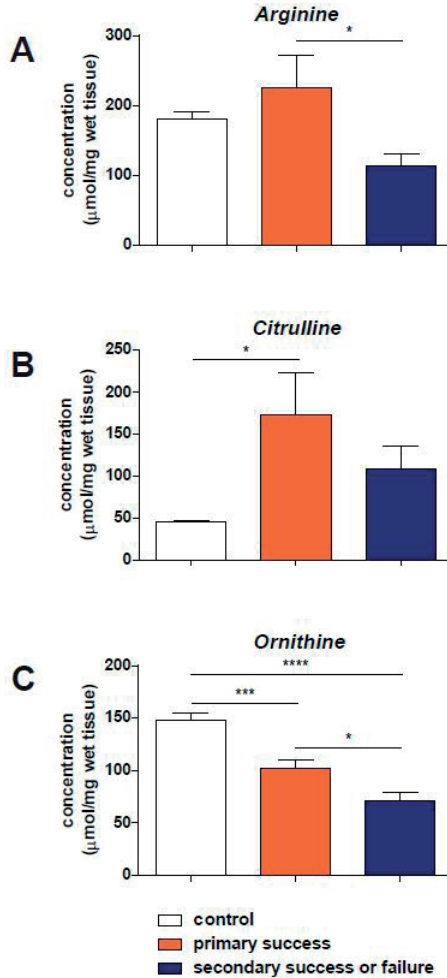 Arginine
A
*
300
200
100
0
concentration
(µmol/mg wet tissue)
Citrulline
B
*
250
200
150
100
50
0
concentration
(µmol/mg wet tissue)
Ornithine
C
****
***
*
200
150
100
50
0
concentration
(µmol/mg wet tissue)
control
primary success
secondary success or failure